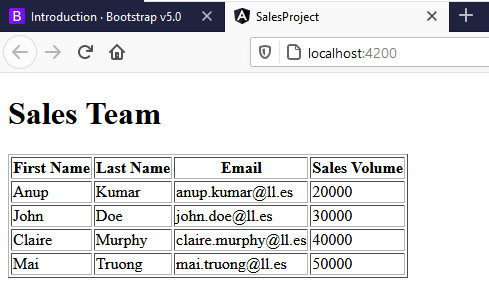 B Introduction · Bootstrap v5.0 SalesProject
localhost:4200
Sales Team
First Name Last Name Email Sales Volume
Anup Kumar anup.kumar@ll.es 20000
John Doe john.doe@ll.es 30000
Claire Murphy claire.murphy@ll.es 40000
Mai Truong mai.truong@ll.es 50000